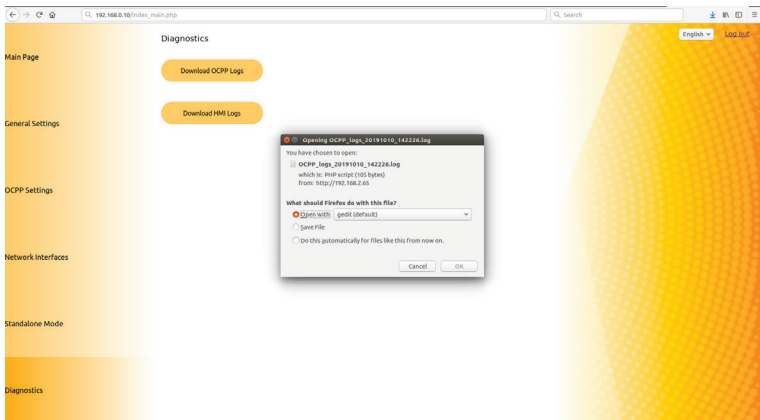 192.168.0.10/index_main.php
Search
English
Log out
Main Page
General Settings
OCPP Settings
Network Interfaces
Standalone Mode
Diagnostics
Diagnostics
Download OCPP Logs
Download HMI Logs
Opening OCPP_logs_20191010_142226.log
You have chosen to open:
OCPP_logs_20191010_142226.log
which is: PHP script (105 bytes)
from: http://192.168.2.65
What should Firefox do with this file?
Open with gedit (default)
Save File
Do this automatically for files like this from now on.
Cancel OK